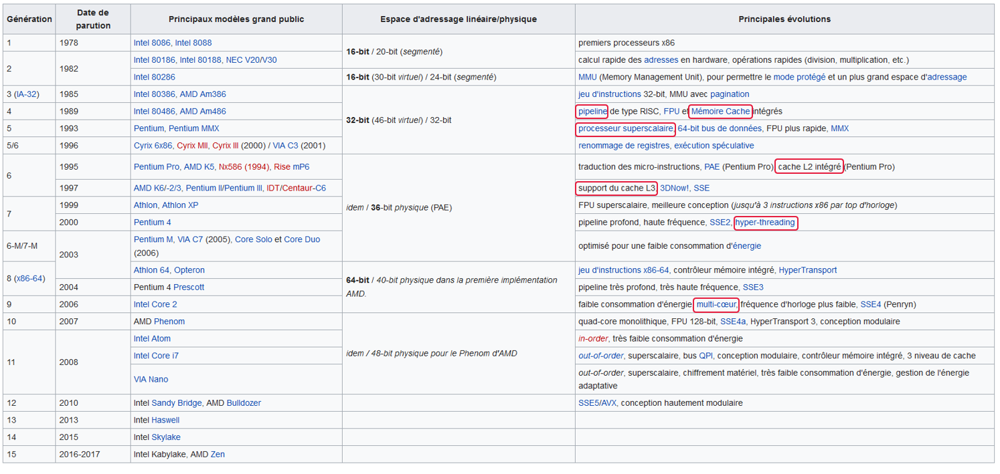 Génération Date de parution Principaux modèles grand public Espace d'adressage linéaire/physique Principales évolutions
1 1978 Intel 8086, Intel 8088 16-bit / 20-bit (segmenté) premiers processeurs x86
2 1982 Intel 80186, Intel 80188, NEC V20/V30 calcul rapide des adresses en hardware, opérations rapides (division, multiplication, etc.)
Intel 80286 16-bit (30-bit virtuel) / 24-bit (segmenté) MMU (Memory Management Unit), pour permettre le mode protégé et un plus grand espace d'adressage
3 (IA-32) 1985 Intel 80386, AMD Am386 32-bit (46-bit virtuel) / 32-bit jeu d'instructions 32-bit, MMU avec pagination
4 1989 Intel 80486, AMD Am486 pipeline de type RISC, FPU et Mémoire Cache intégrés
5 1993 Pentium, Pentium MMX processeur superscalaire, 64-bit bus de données, FPU plus rapide, MMX
5/6 1996 Cyrix 6x86, Cyrix MII, Cyrix III (2000) / VIA C3 (2001) renommage de registres, exécution spéculative
6 1995 Pentium Pro, AMD K5, Nx586 (1994), Rise mP6 idem / 36-bit physique (PAE) traduction des micro-instructions, PAE (Pentium Pro) cache L2 intégré (Pentium Pro)
1997 AMD K6/-2/3, Pentium II/Pentium III, IDT/Centaur-C6 support du cache L3, 3DNow!, SSE
7 1999 Athlon, Athlon XP FPU superscalaire, meilleure conception (jusqu'à 3 instructions x86 par top d'horloge)
2000 Pentium 4 pipeline profond, haute fréquence, SSE2, hyper-threading
6-M/7-M 2003 Pentium M, VIA C7 (2005), Core Solo et Core Duo
(2006) optimisé pour une faible consommation d'énergie
8 (x86-64) Athlon 64, Opteron 64-bit / 40-bit physique dans la première implémentation
AMD. jeu d'instructions x86-64, contrôleur mémoire intégré, HyperTransport
2004 Pentium 4 Prescott pipeline très profond, très haute fréquence, SSE3
9 2006 Intel Core 2 faible consommation d'énergie multi-cœur, fréquence d'horloge plus faible, SSE4 (Penryn)
10 2007 AMD Phenom idem / 48-bit physique pour le Phenom d'AMD quad-core monolithique, FPU 128-bit, SSE4a, HyperTransport 3, conception modulaire
11 2008 Intel Atom in-order, très faible consommation d'énergie
Intel Core i7 out-of-order, superscalaire, bus QPI, conception modulaire, contrôleur mémoire intégré, 3 niveau de cache
VIA Nano out-of-order, superscalaire, chiffrement matériel, très faible consommation d'énergie, gestion de l'énergie
adaptative
12 2010 Intel Sandy Bridge, AMD Bulldozer SSE5/AVX, conception hautement modulaire
13 2013 Intel Haswell
14 2015 Intel Skylake
15 2016-2017 Intel Kabylake, AMD Zen